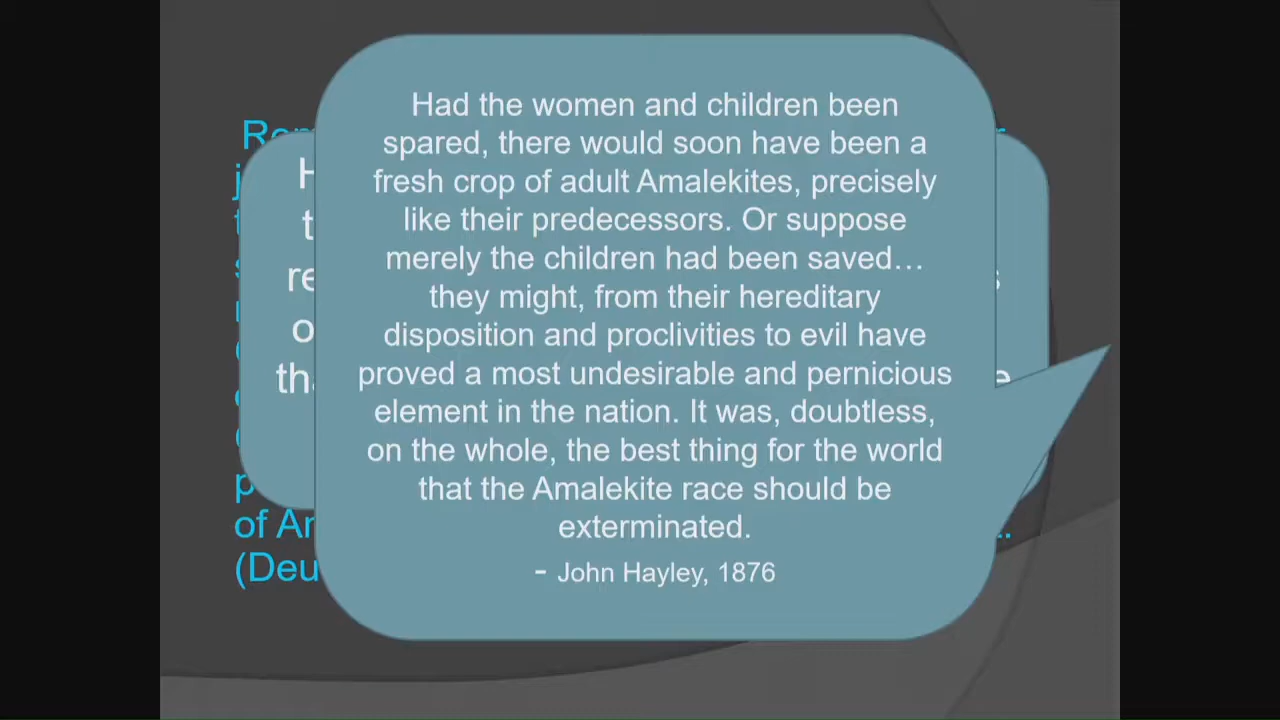 Had the women and children been
spared, there would soon have been a
fresh crop of adult Amalekites, precisely
like their predecessors. Or suppose
merely the children had been saved…
they might, from their hereditary
disposition and proclivities to evil have
proved a most undesirable and pernicious
element in the nation. It was, doubtless,
on the whole, the best thing for the world
that the Amalekite race should be
exterminated.
- John Hayley, 1876
of